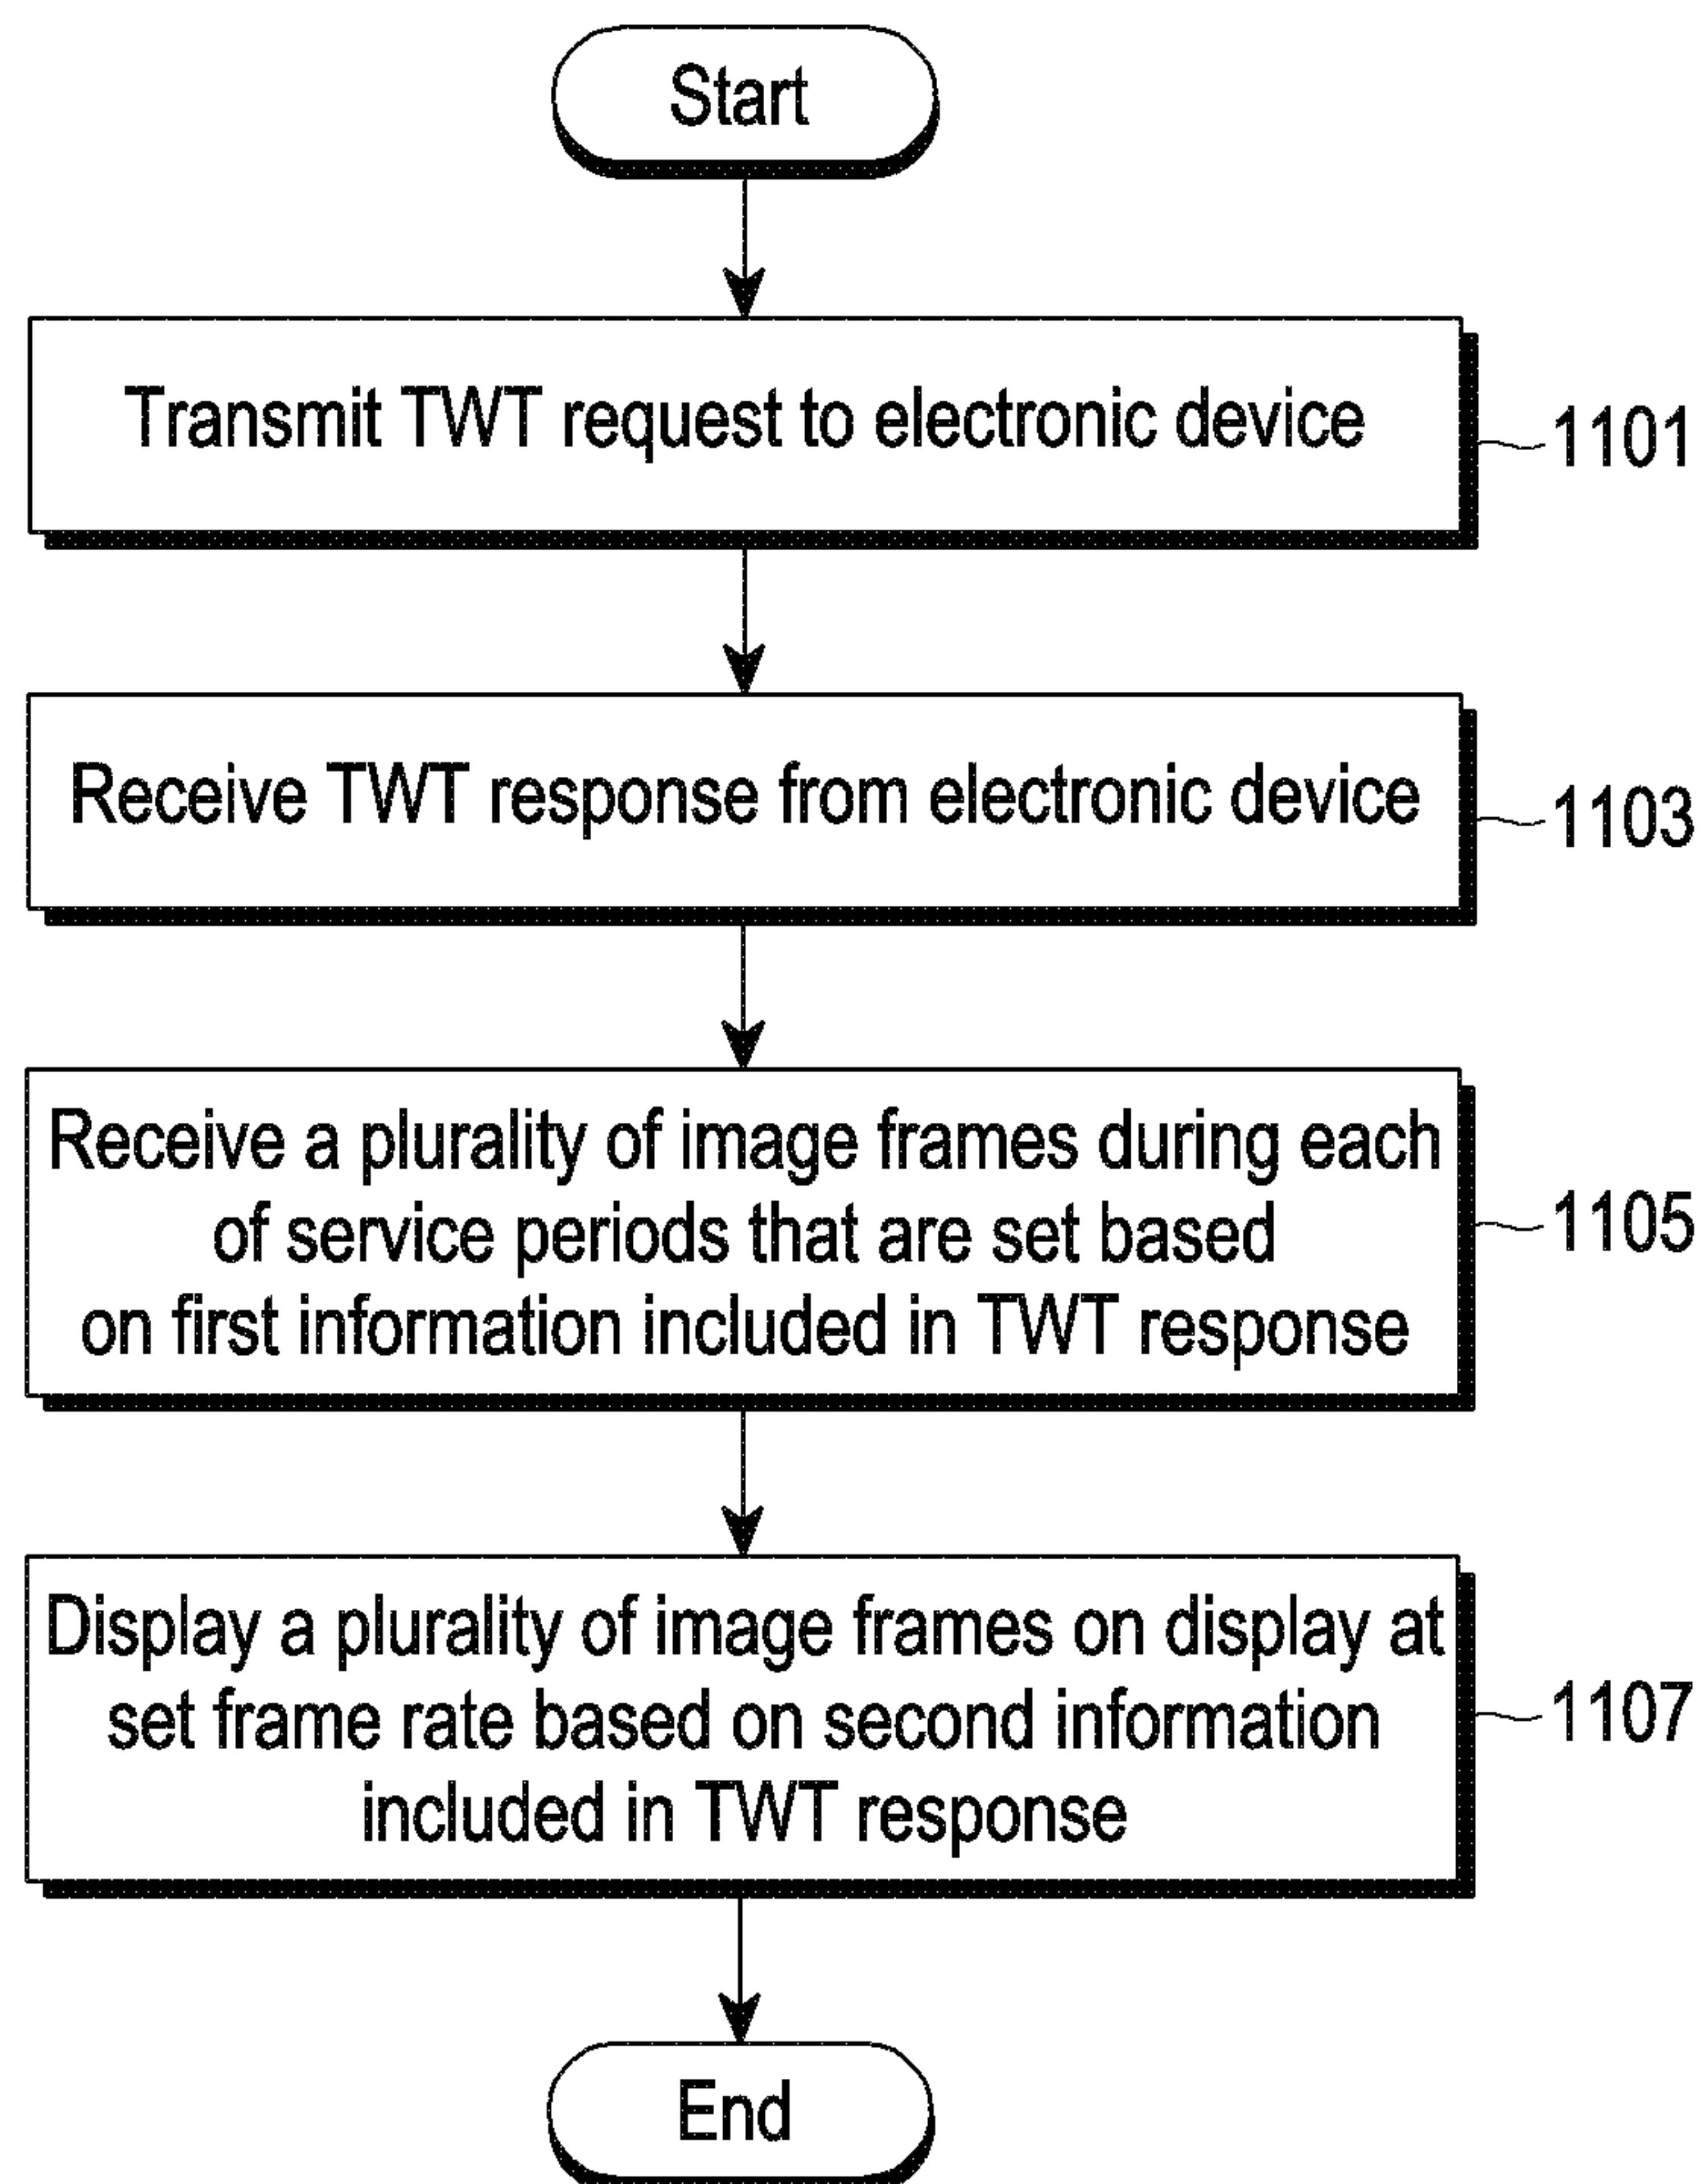 Start
Transmit TWT request to electronic device
1101
Receive TWT response from electronic device
1103
Receive a plurality of image frames during each
of service periods that are set based
on first information included in TWT response
1105
Display a plurality of image frames on display at
set frame rate based on second information
included in TWT response
1107
End